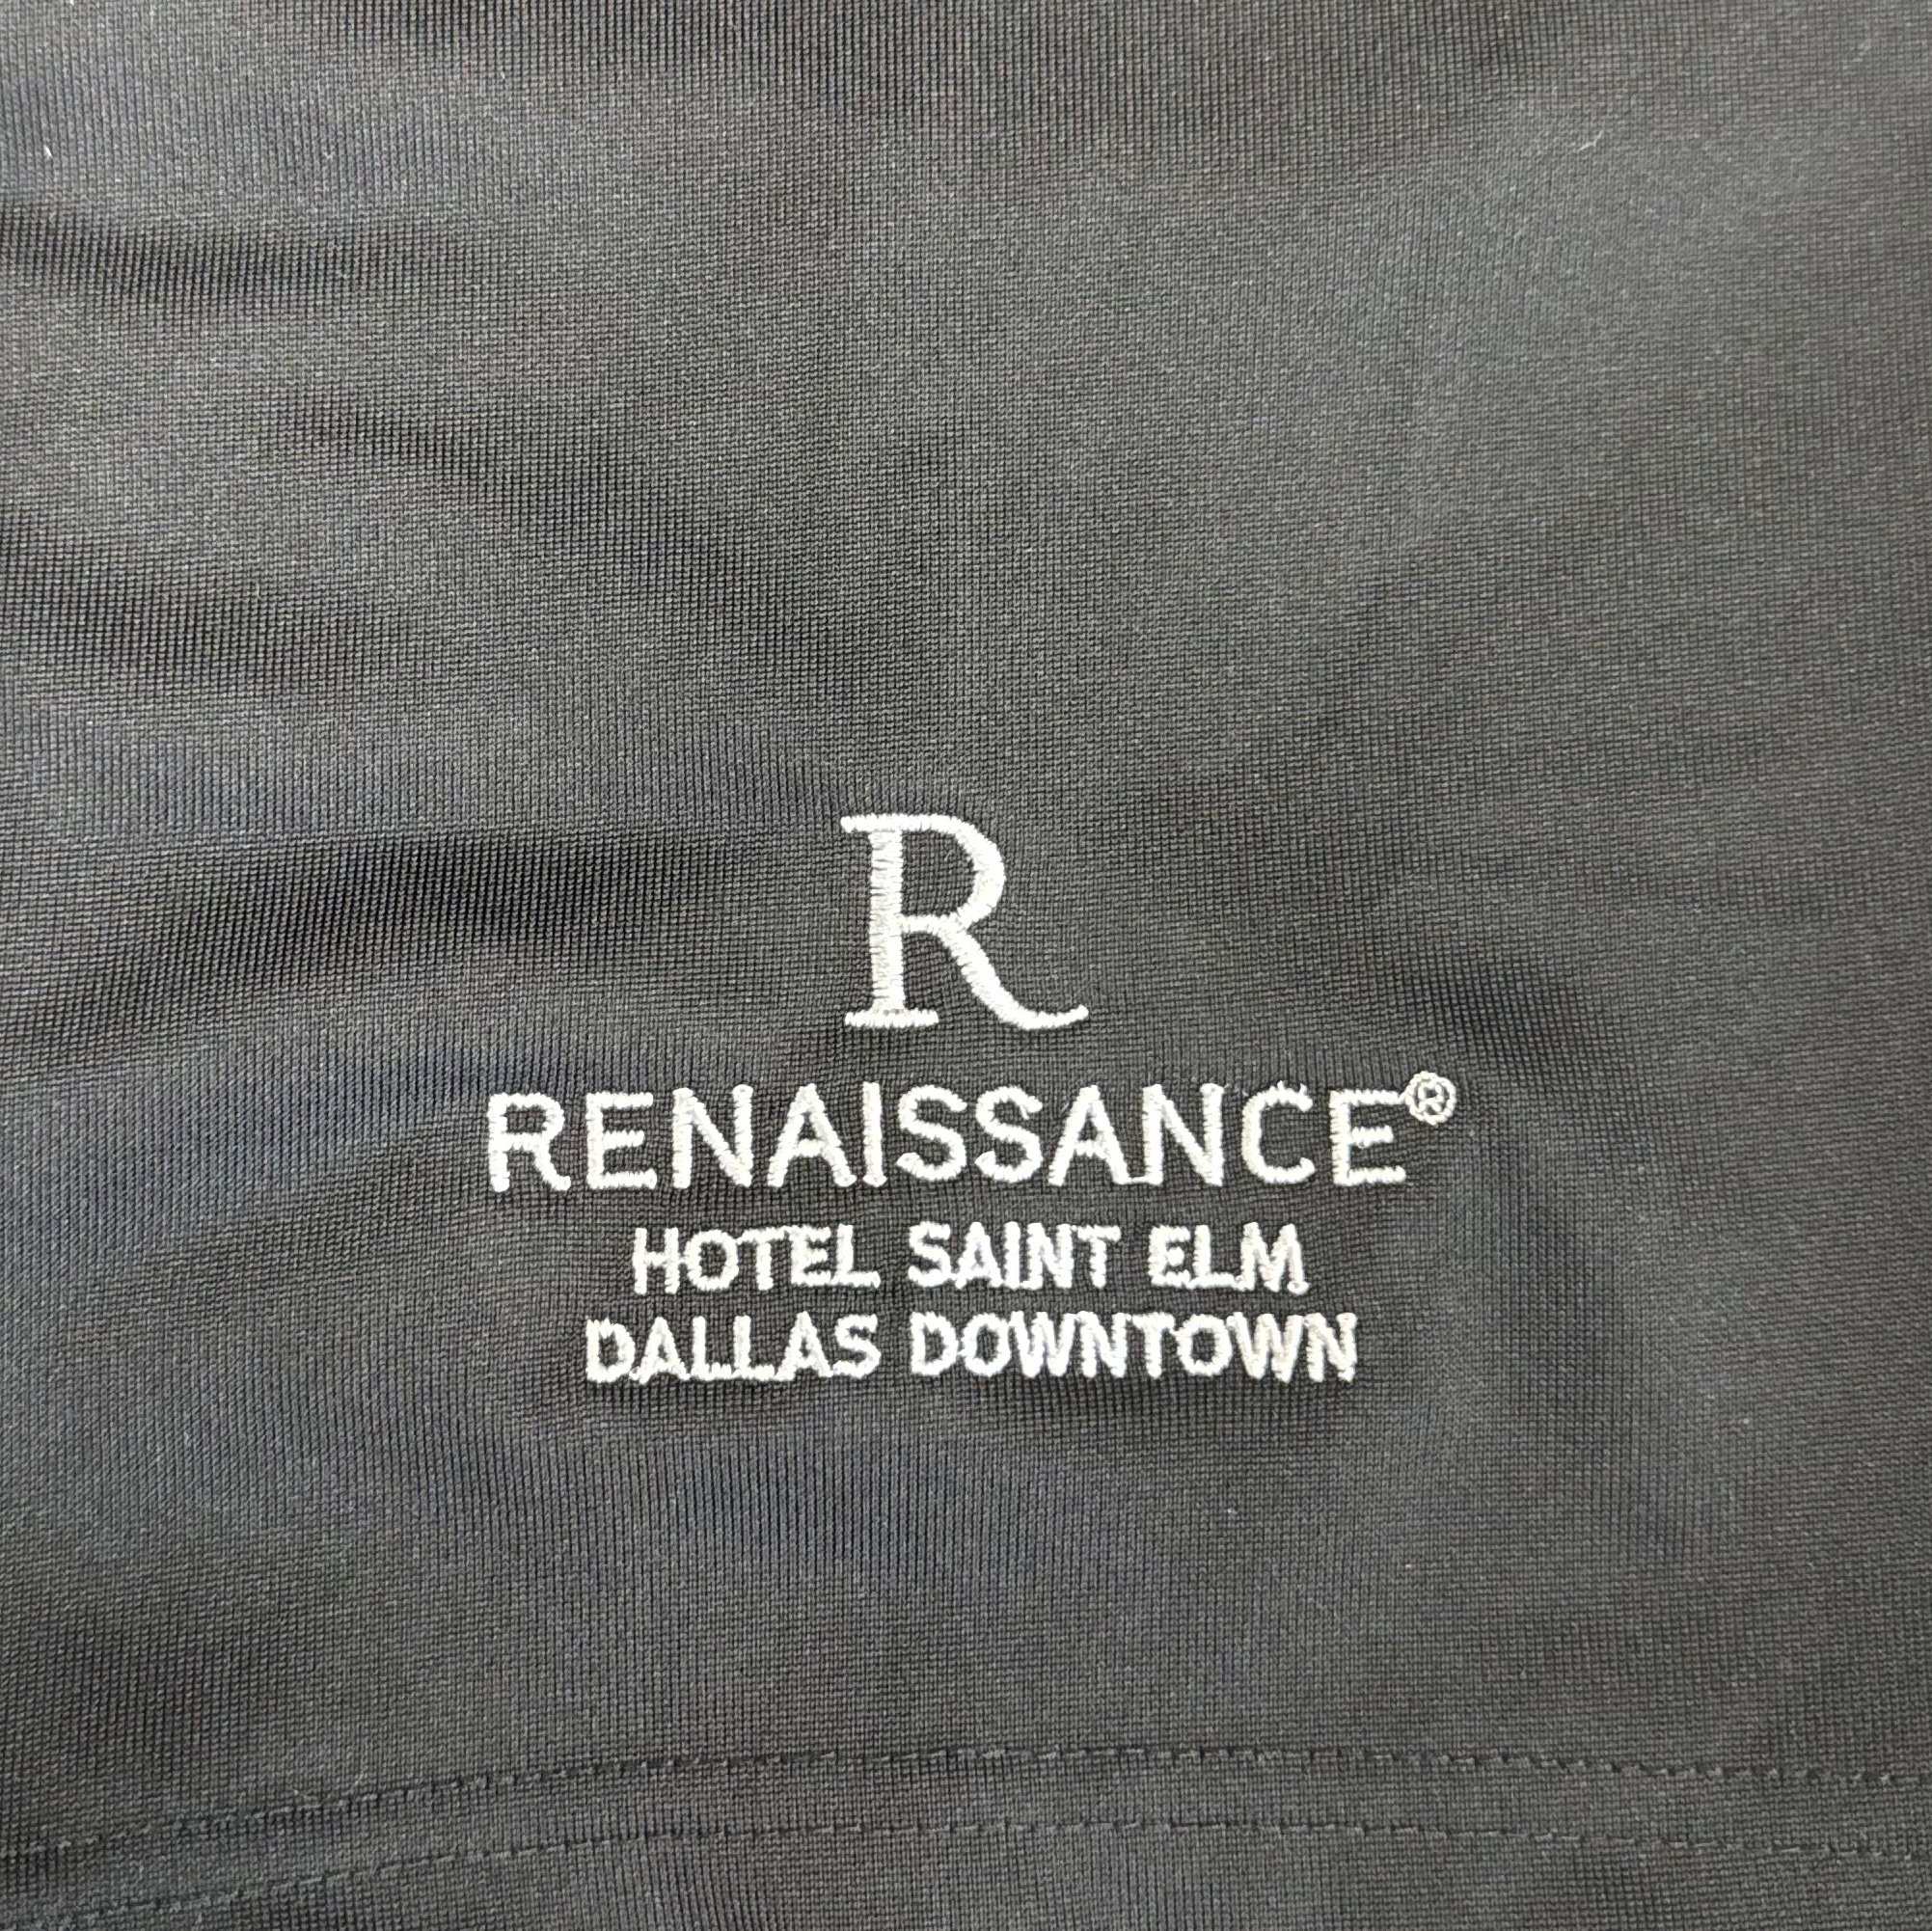 R
RENAISSANCE®
HOTEL SAINT ELM
DALLAS DOWNTOWN